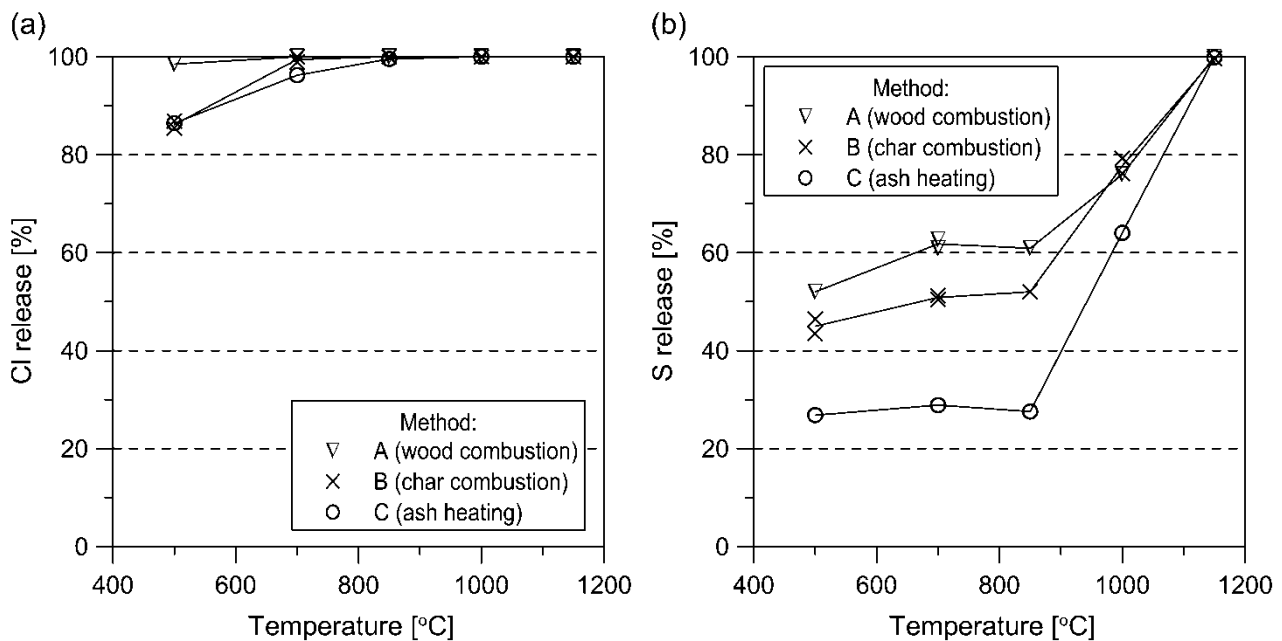 (a)
100
80
60
40
20
0
Cl release [%]
Method:
A (wood combustion)
B (char combustion)
C (ash heating)
400
600
800
1000
1200
Temperature [°C]
(b)
100
80
60
40
20
0
S release [%]
Method:
A (wood combustion)
B (char combustion)
C (ash heating)
400
600
800
1000
1200
Temperature [°C]